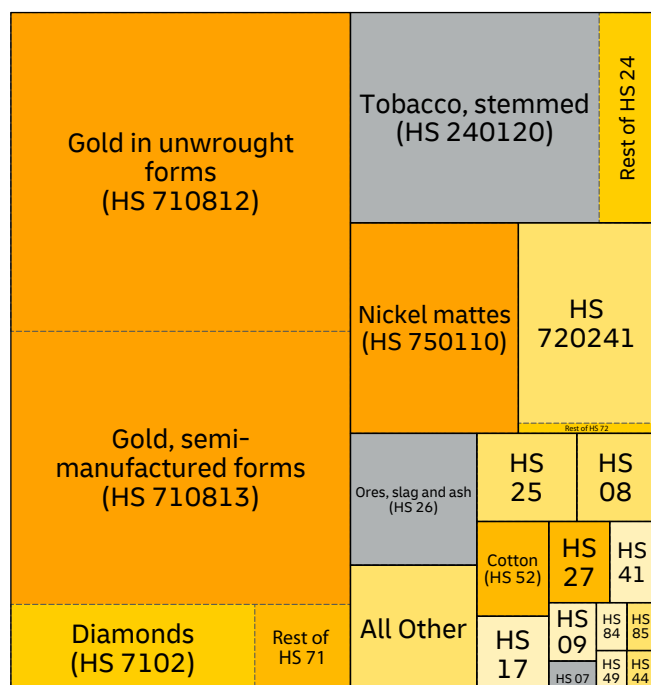 Gold in unwrought
forms
(HS 710812)
Gold, semi-
manufactured forms
(HS 710813)
Diamonds
(HS 7102)
Rest of
HS 71
Tobacco, stemmed
(HS 240120)
Rest of HS 24
Nickel mattes
(HS 750110)
HS
720241
Rest of HS 72
Ores, slag and ash
(HS 26)
All Other
HS
25
HS
08
Cotton
(HS 52)
HS
27
HS
41
HS
17
HS
09
HS 07
HS
84
HS
85
HS
49
HS
44